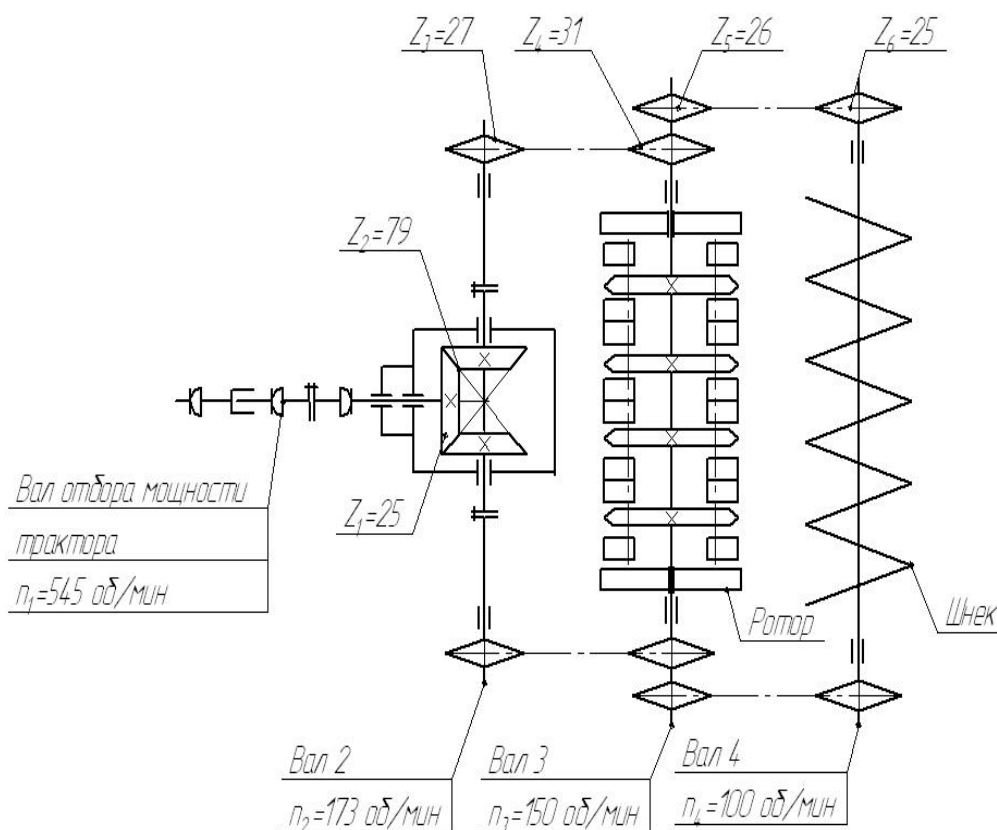 Z₃=27
Z₄=31
Z₅=26
Z₆=25
Z₂=79
Z₁=25
Вал отбора мощности
трактора
n₁=545 об/мин
Ротор
Шнек
Вал 2
n₂=173 об/мин
Вал 3
n₃=150 об/мин
Вал 4
n₄=100 об/мин